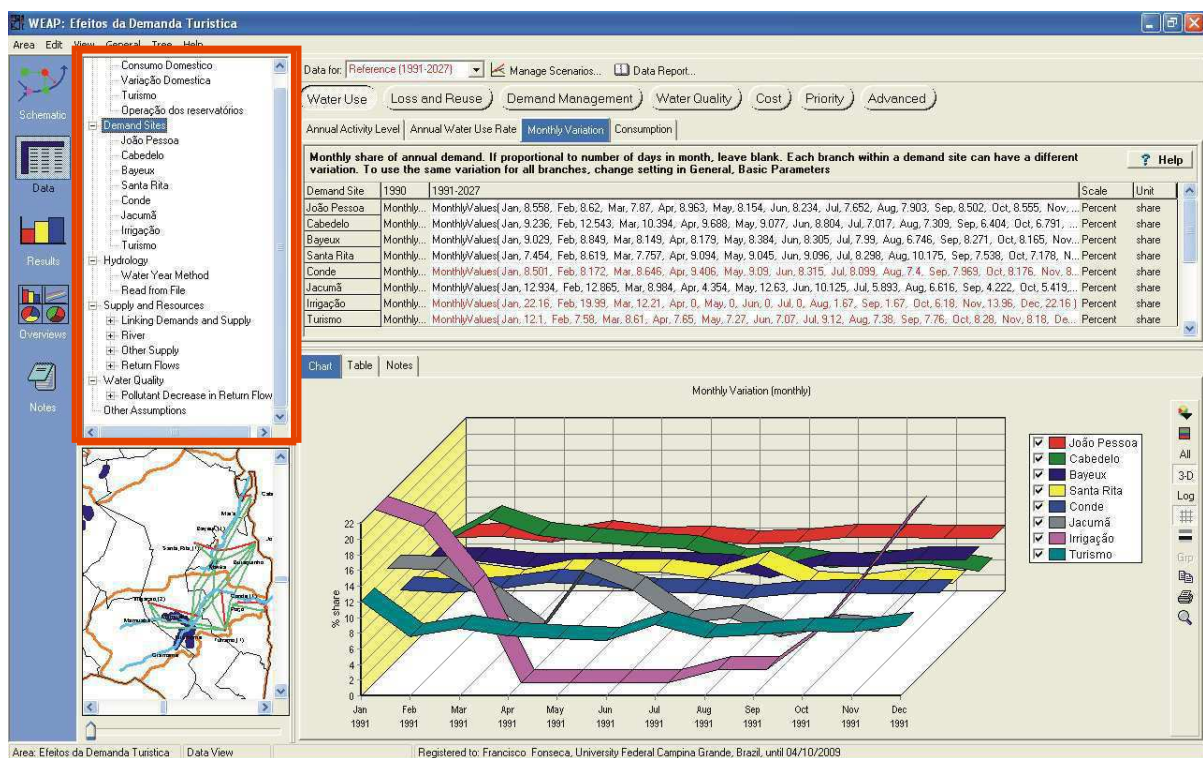 WEAP: Efeitos da Demanda Turistica
Area Edit View General Tree Help
Schematic
Data
Results
Overviews
Notes
Consumo Domestico
Variação Domestica
Turismo
Operação dos reservatórios
Demand Sites
João Pessoa
Cabedelo
Bayeux
Santa Rita
Conde
Jacumã
Irrigação
Turismo
Hydrology
Water Year Method
Read from File
Supply and Resources
Linking Demands and Supply
River
Other Supply
Return Flows
Water Quality
Pollutant Decrease in Return Flow
Other Assumptions
Data for: Reference (1991-2027) Manage Scenarios... Data Report...
Water Use Loss and Reuse Demand Management Water Quality Cost Priority Advanced
Annual Activity Level Annual Water Use Rate Monthly Variation Consumption
Monthly share of annual demand. If proportional to number of days in month, leave blank. Each branch within a demand site can have a different
variation. To use the same variation for all branches, change setting in General, Basic Parameters
? Help
Demand Site 1990 1991-2027 Scale Unit
João Pessoa Monthly... MonthlyValues( Jan, 8.558, Feb, 8.62, Mar, 7.87, Apr, 8.963, May, 8.154, Jun, 8.234, Jul, 7.652, Aug, 7.903, Sep, 8.502, Oct, 8.555, Nov, ... Percent share
Cabedelo Monthly... MonthlyValues( Jan, 9.236, Feb, 12.543, Mar, 10.394, Apr, 9.688, May, 9.077, Jun, 8.804, Jul, 7.017, Aug, 7.309, Sep, 6.404, Oct, 6.791, ... Percent share
Bayeux Monthly... MonthlyValues( Jan, 9.029, Feb, 8.849, Mar, 8.149, Apr, 8.179, May, 8.384, Jun, 8.305, Jul, 7.99, Aug, 6.746, Sep, 8.271, Oct, 8.165, Nov... Percent share
Santa Rita Monthly... MonthlyValues( Jan, 7.454, Feb, 8.619, Mar, 7.757, Apr, 9.094, May, 9.045, Jun, 9.096, Jul, 8.298, Aug, 10.175, Sep, 7.538, Oct, 7.178, N... Percent share
Conde Monthly... MonthlyValues( Jan, 8.501, Feb, 8.172, Mar, 8.646, Apr, 9.406, May, 9.09, Jun, 8.315, Jul, 8.095, Aug, 7.4, Sep, 7.969, Oct, 9.176, Nov, 8... Percent share
Jacumã Monthly... MonthlyValues( Jan, 12.934, Feb, 12.865, Mar, 8.984, Apr, 4.354, May, 12.63, Jun, 10.125, Jul, 5.893, Aug, 6.616, Sep, 4.222, Oct, 5.419, ... Percent share
Irrigação Monthly... MonthlyValues( Jan, Feb, 19.99, Mar, 12.21, Apr, 0, May, 0, Jun, 0, Jul, 0, Aug, 1.67, Sep, 1.67, Oct, 6.18, Nov, Dec, 22.16 ) Percent share
Turismo Monthly... MonthlyValues( Jan, 12.1, Feb, 7.58, Mar, 8.61, Apr, 7.65, May, 7.27, Jun, 7.07, Jul, 9.12, Aug, 7.38, Sep, 7.76, Oct, 8.28, Nov, 8.18, De... Percent share
Chart Table Notes
Monthly Variation (monthly)
% share
22
20
18
16
14
12
10
8
6
4
2
0
Jan Feb Mar Apr May Jun Jul Aug Sep Oct Nov Dec
1991 1991 1991 1991 1991 1991 1991 1991 1991 1991 1991 1991
João Pessoa
Cabedelo
Bayeux
Santa Rita
Conde
Jacumã
Irrigação
Turismo
All
3-D
Log
Grp
Area: Efeitos da Demanda Turistica Data View Registered to: Francisco Fonseca, University Federal Campina Grande, Brazil, until 04/10/2009